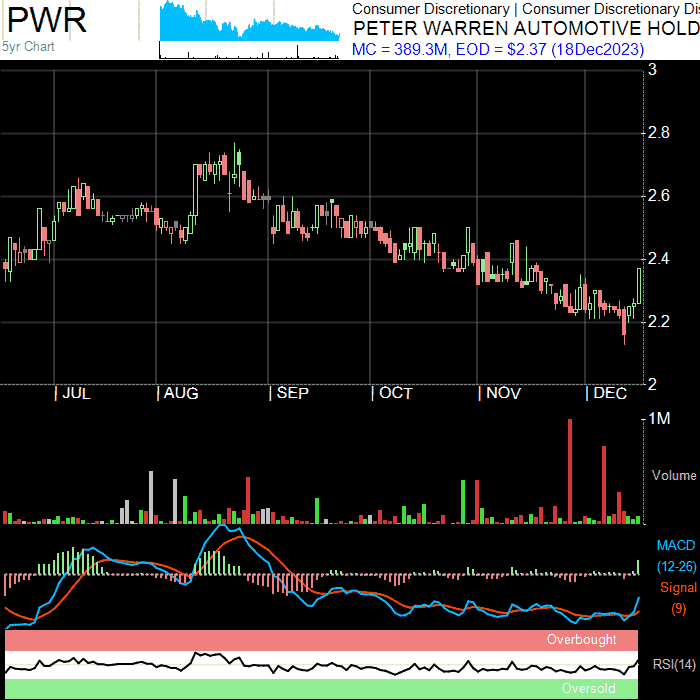 PWR
5yr Chart
Consumer Discretionary | Consumer Discretionary Dis
PETER WARREN AUTOMOTIVE HOLD
MC = 389.3M, EOD = $2.37 (18Dec2023)
3
2.8
2.6
2.4
2.2
2
| JUL | AUG | SEP | OCT | NOV | DEC
1M
Volume
MACD
(12-26)
Signal
(9)
Overbought
RSI(14)
Oversold